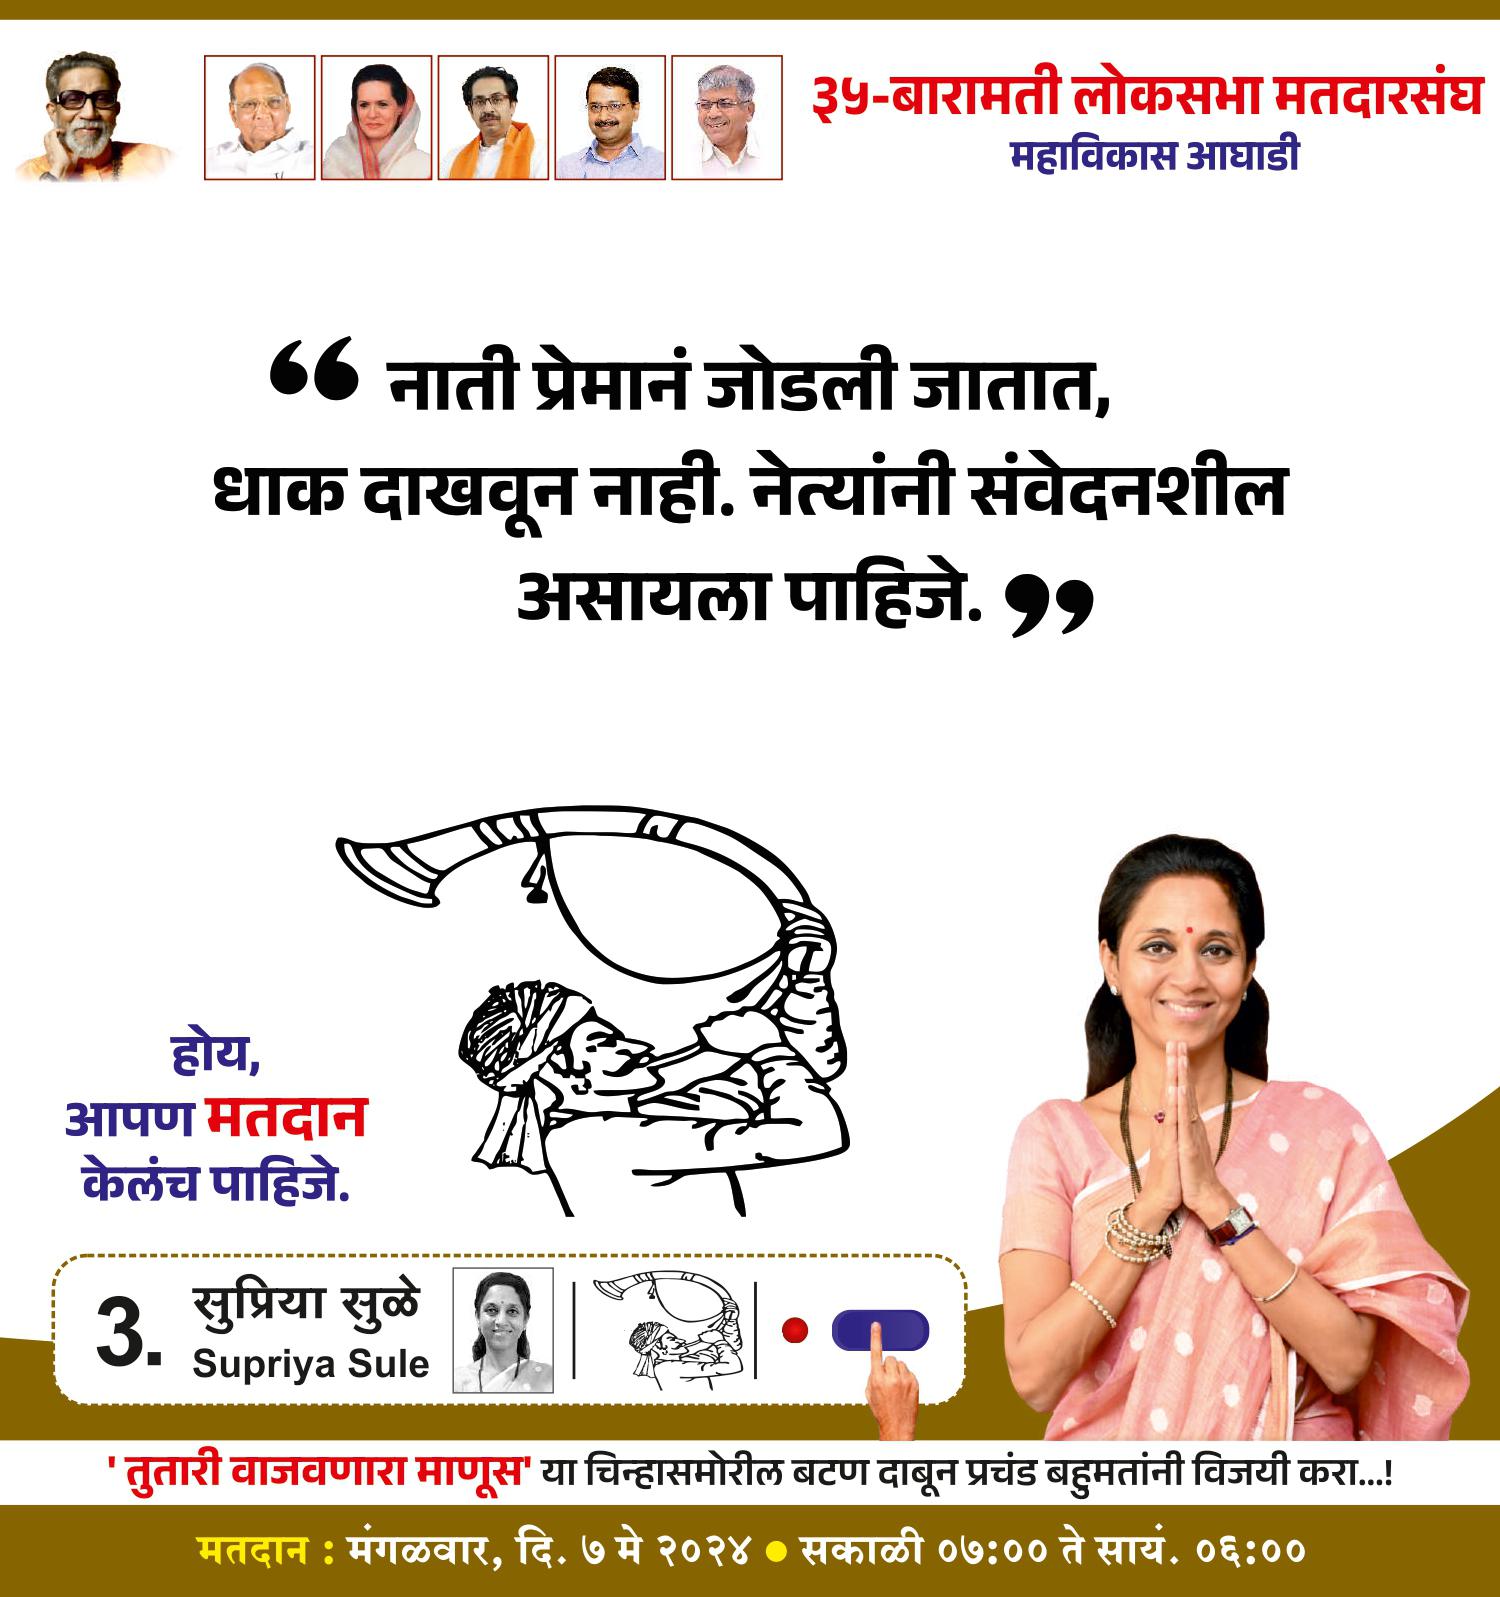 ३५-बारामती लोकसभा मतदारसंघ
महाविकास आघाडी
“ नाती प्रेमानं जोडली जातात,
धाक दाखवून नाही. नेत्यांनी संवेदनशील
असायला पाहिजे. ”
होय,
आपण मतदान
केलंच पाहिजे.
3. सुप्रिया सुळे
Supriya Sule
' तुतारी वाजवणारा माणूस' या चिन्हासमोरील बटण दाबून प्रचंड बहुमतांनी विजयी करा...!
मतदान : मंगळवार, दि. ७ मे २०२४ ● सकाळी ०७:०० ते सायं. ०६:००